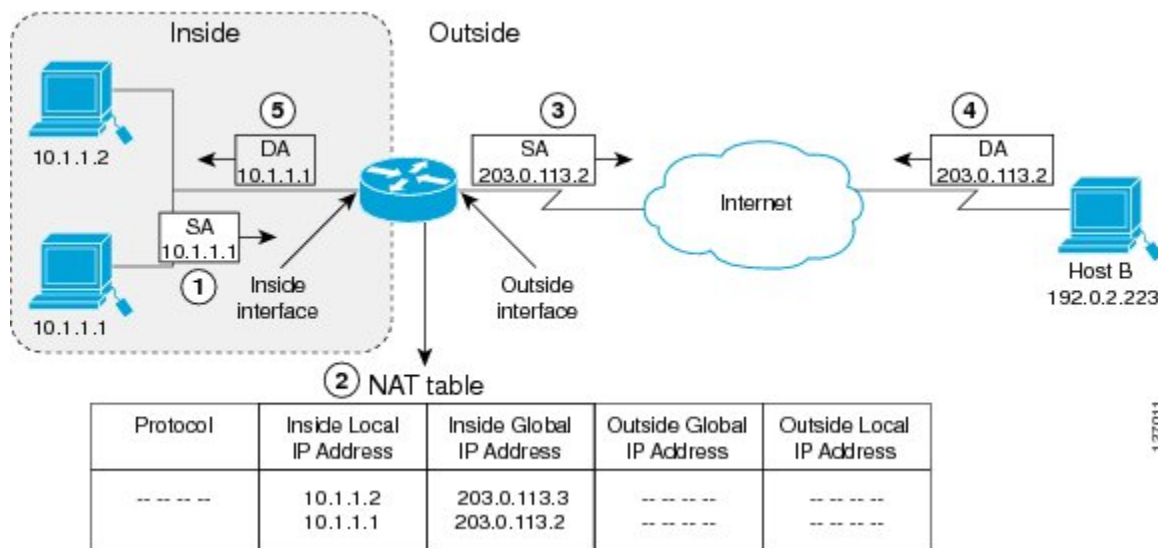 Inside
Outside
5
3
4
DA
10.1.1.1
SA
203.0.113.2
DA
203.0.113.2
10.1.1.2
Internet
SA
10.1.1.1
1
Inside
interface
Outside
interface
Host B
192.0.2.223
10.1.1.1
2 NAT table
Protocol
Inside Local
IP Address
Inside Global
IP Address
Outside Global
IP Address
Outside Local
IP Address
-- -- -- -- 10.1.1.2 203.0.113.3 -- -- -- -- -- -- -- --
10.1.1.1 203.0.113.2 -- -- -- -- -- -- -- --